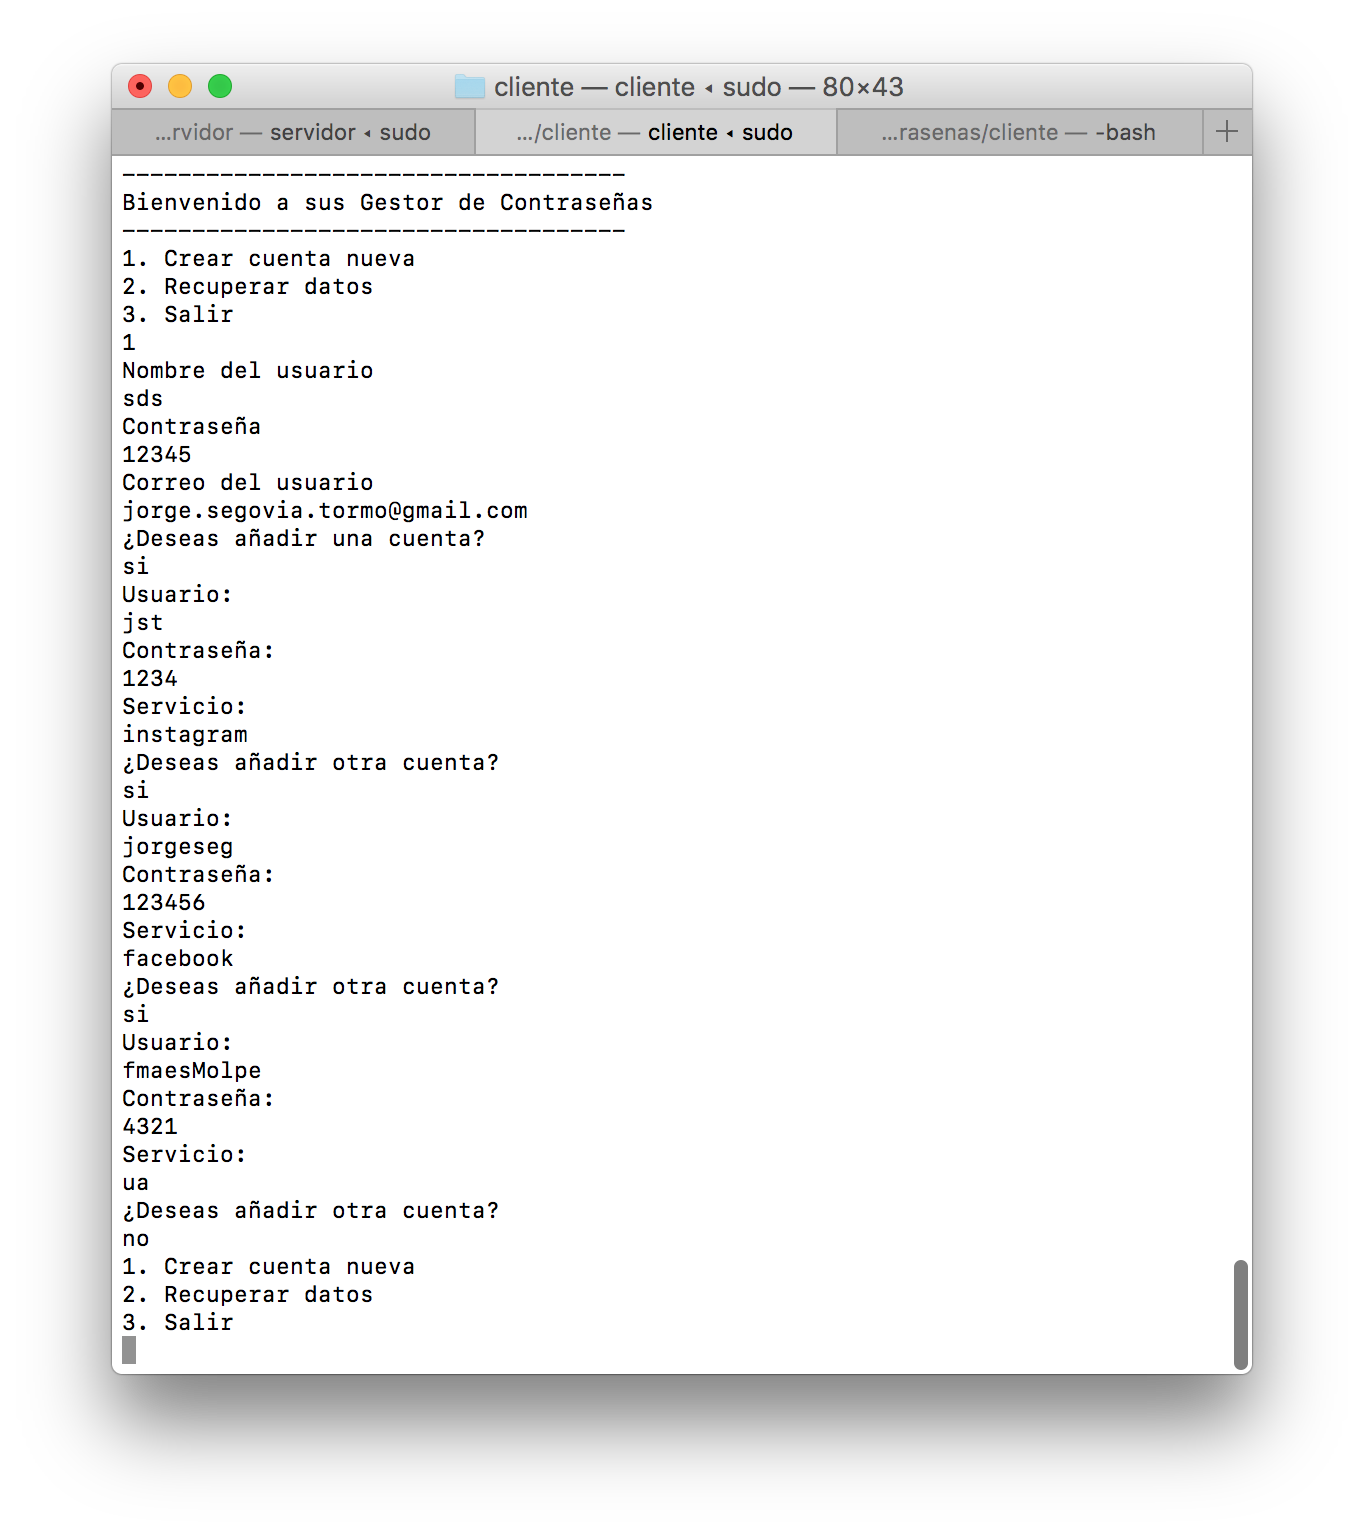 cliente — cliente ◂ sudo — 80×43
...rvidor — servidor ◂ sudo
.../cliente — cliente ◂ sudo
...rasenas/cliente — -bash
------------------------------------
Bienvenido a sus Gestor de Contraseñas
------------------------------------
1. Crear cuenta nueva
2. Recuperar datos
3. Salir
1
Nombre del usuario
sds
Contraseña
12345
Correo del usuario
jorge.segovia.tormo@gmail.com
¿Deseas añadir una cuenta?
si
Usuario:
jst
Contraseña:
1234
Servicio:
instagram
¿Deseas añadir otra cuenta?
si
Usuario:
jorgeseg
Contraseña:
123456
Servicio:
facebook
¿Deseas añadir otra cuenta?
si
Usuario:
fmaesMolpe
Contraseña:
4321
Servicio:
ua
¿Deseas añadir otra cuenta?
no
1. Crear cuenta nueva
2. Recuperar datos
3. Salir